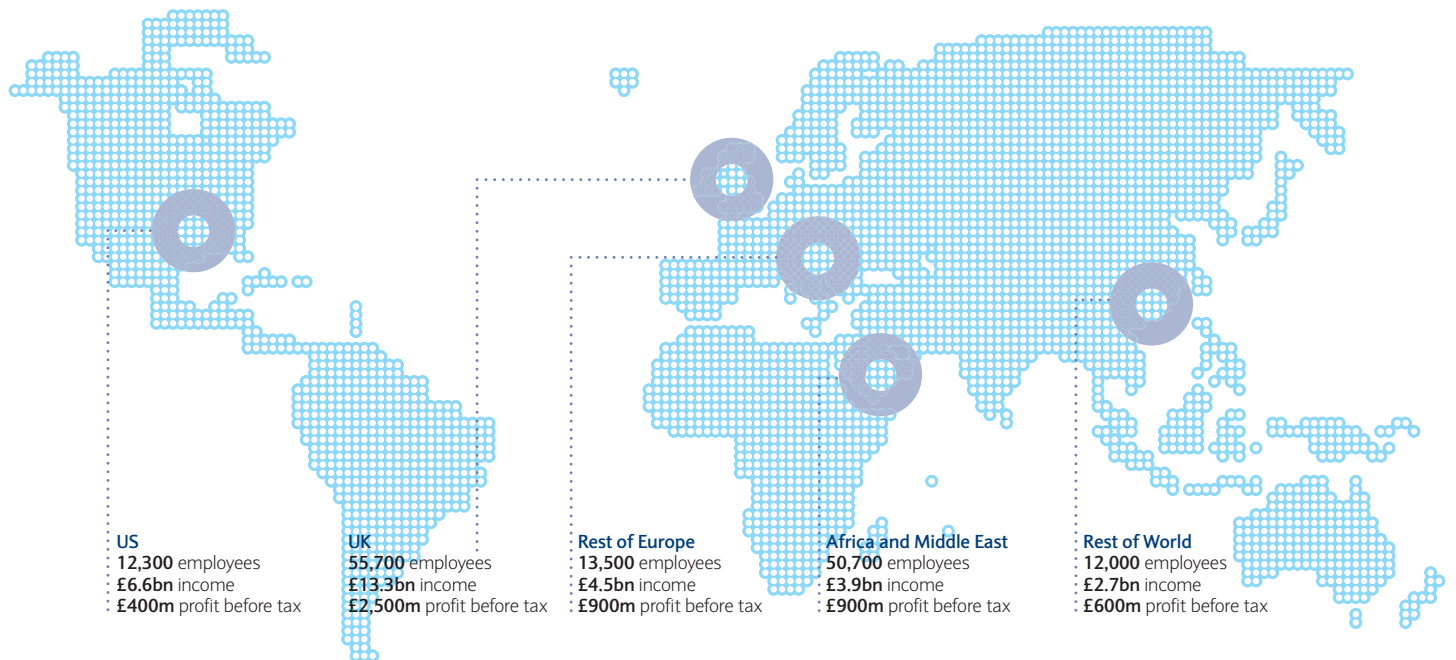 US
12,300 employees
£6.6bn income
£400m profit before tax
UK
55,700 employees
£13.3bn income
£2,500m profit before tax
Rest of Europe
13,500 employees
£4.5bn income
£900m profit before tax
Africa and Middle East
50,700 employees
£3.9bn income
£900m profit before tax
Rest of World
12,000 employees
£2.7bn income
£600m profit before tax